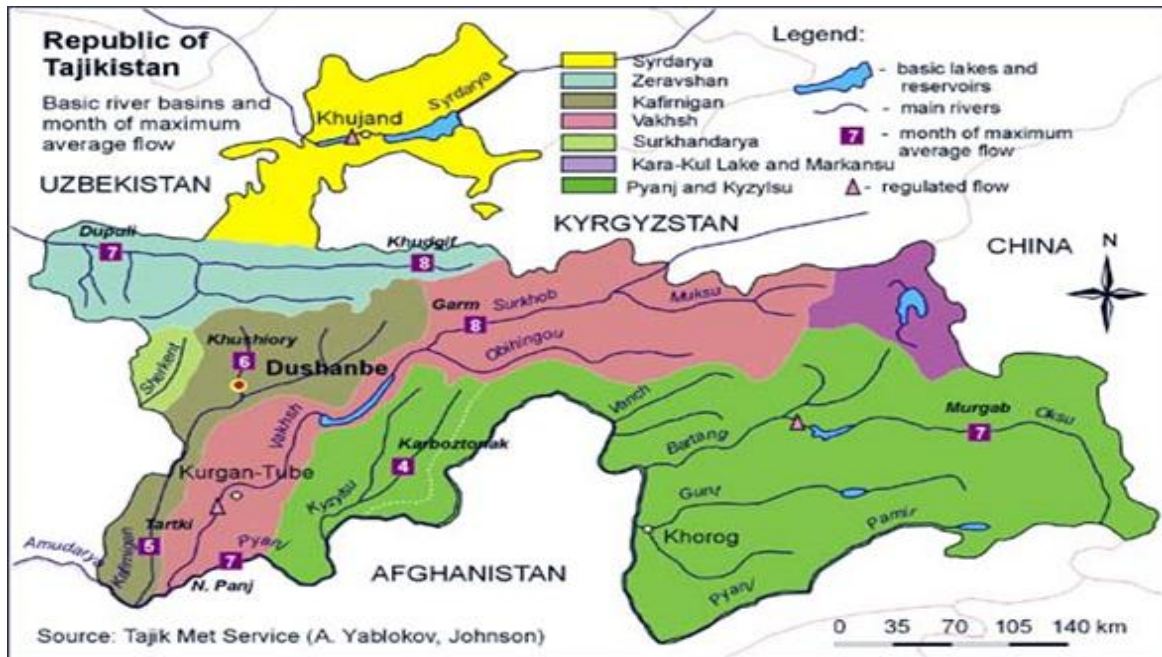 Republic of
Tajikistan
Basic river basins and
month of maximum
average flow
Syrdarya
Zeravshan
Kafirnigan
Vakhsh
Surkhandarya
Kara-Kul Lake and Markansu
Pyanj and Kyzylsu
Legend:
- basic lakes and
reservoirs
- main rivers
7 - month of maximum
average flow
- regulated flow
Khujand
Syrdarya
UZBEKISTAN
KYRGYZSTAN
CHINA
N
Dupuli
7
Khudgif
8
Garm
8
Surkhob
Muksu
Obihingou
Khushiory
6
Dushanbe
Sherkent
Vakhsh
Vanch
Bartang
Murgab
7
Oksu
Karboztonak
4
Kurgan-Tube
Kyzylsu
Gunt
Pamir
Khorog
Tartki
5
Kafirnigan
Amudarya
Pyanj
7
N. Panj
AFGHANISTAN
Pyanj
Source: Tajik Met Service (A. Yablokov, Johnson)
0 35 70 105 140 km